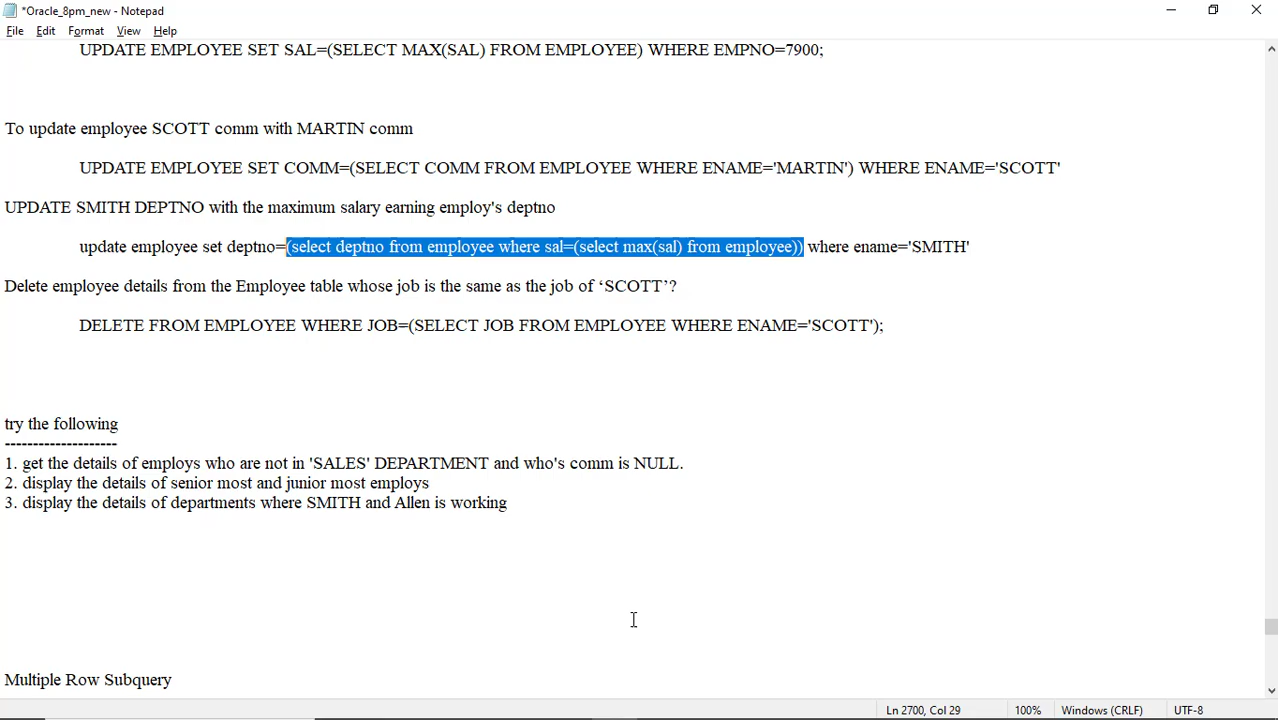 *Oracle_8pm_new - Notepad
File Edit Format View Help
UPDATE EMPLOYEE SET SAL=(SELECT MAX(SAL) FROM EMPLOYEE) WHERE EMPNO=7900;
To update employee SCOTT comm with MARTIN comm
UPDATE EMPLOYEE SET COMM=(SELECT COMM FROM EMPLOYEE WHERE ENAME='MARTIN') WHERE ENAME='SCOTT'
UPDATE SMITH DEPTNO with the maximum salary earning employ's deptno
update employee set deptno=(select deptno from employee where sal=(select max(sal) from employee)) where ename='SMITH'
Delete employee details from the Employee table whose job is the same as the job of ‘SCOTT’?
DELETE FROM EMPLOYEE WHERE JOB=(SELECT JOB FROM EMPLOYEE WHERE ENAME='SCOTT');
try the following
--------------------
1. get the details of employs who are not in 'SALES' DEPARTMENT and who's comm is NULL.
2. display the details of senior most and junior most employs
3. display the details of departments where SMITH and Allen is working
Multiple Row Subquery
Ln 2700, Col 29 100% Windows (CRLF) UTF-8